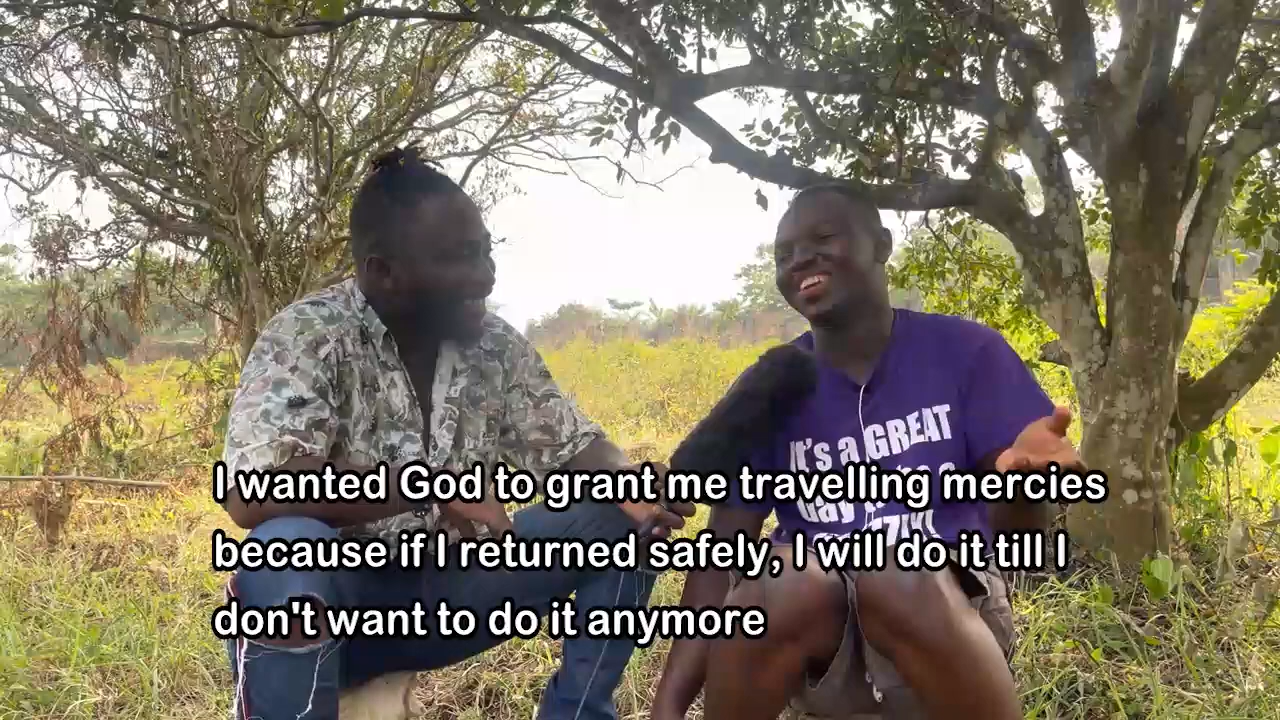 It's a GREAT
I wanted God to grant me travelling mercies
because if I returned safely, I will do it till I
don't want to do it anymore